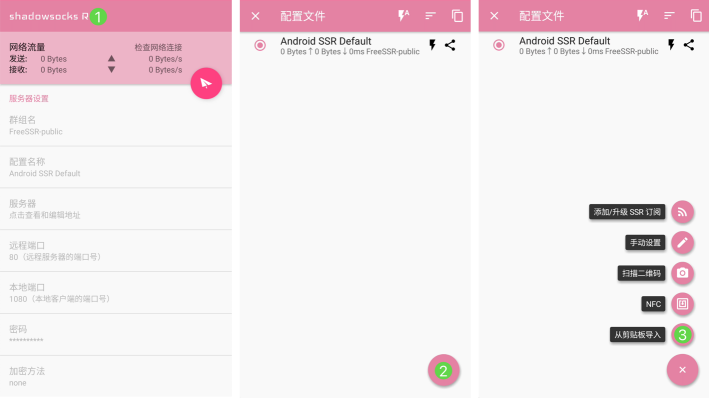 shadowsocks R 1
网络流量
检查网络连接
发送: 0 Bytes ▲ 0 Bytes/s
接收: 0 Bytes ▼ 0 Bytes/s
服务器设置
群组名
FreeSSR-public
配置名称
Android SSR Default
服务器
点击查看和编辑地址
远程端口
80（远程服务器的端口号）
本地端口
1080（本地客户端的端口号）
密码
**********
加密方法
none
配置文件
Android SSR Default
0 Bytes↑0 Bytes↓0ms FreeSSR-public
2
配置文件
Android SSR Default
0 Bytes↑0 Bytes↓0ms FreeSSR-public
添加/升级 SSR 订阅
手动设置
扫描二维码
NFC
从剪贴板导入 3